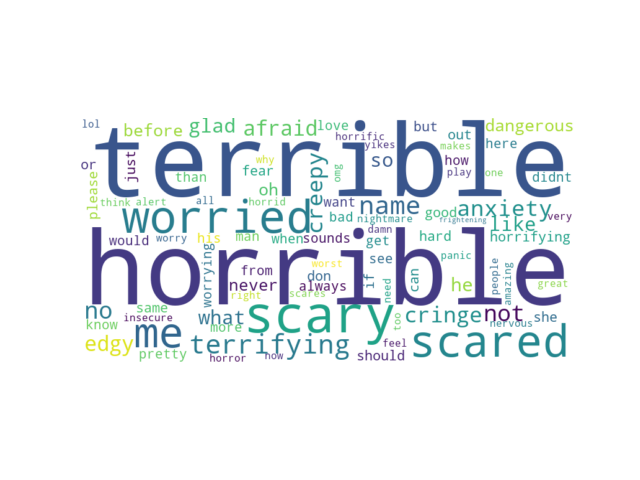 lol before glad afraid love horrific yikes but out dangerous
terrible
or just please than why fear oh omg so makes how play here one didnt
think alert all horrid creepy want bad nightmare damn good name anxiety very
worried
like frightening
would worry his man when sounds get hard horrifying
horrible
worrying from never don always worst if see can panic people amazing he great
right scares need
no same insecure know me what more scary too cringe not she nervous
edgy pretty terrifying horror now feel should scared